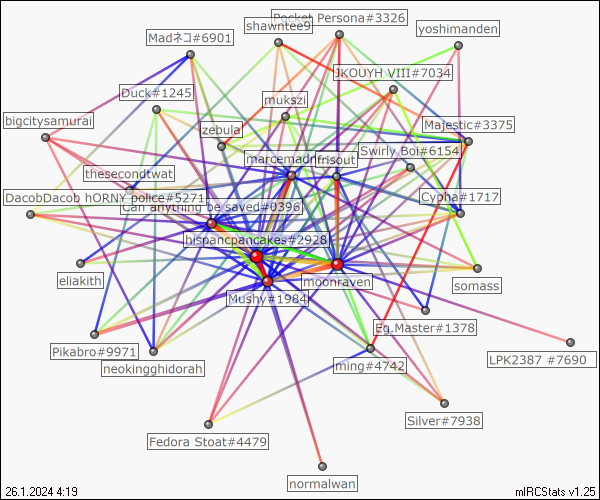 Pocket Persona#3326
shawntee9
yoshimanden
Madネコ#6901
JKOUYH VIII#7034
Duck#1245
mukszi
bigcitysamurai
zebula
Majestic#3375
marcemadri
frisout
Swirly Boi#6154
thesecondtwat
DacobDacob hORNY police#5271
Cypha#1717
Can anything be saved#0396
hispancpancakes#2928
eliakith
moonraven
somass
Mushy#1984
Eg.Master#1378
Pikabro#9971
neokingghidorah
ming#4742
LPK2387 #7690
Silver#7938
Fedora Stoat#4479
normalwan
26.1.2024 4:19
mIRCStats v1.25